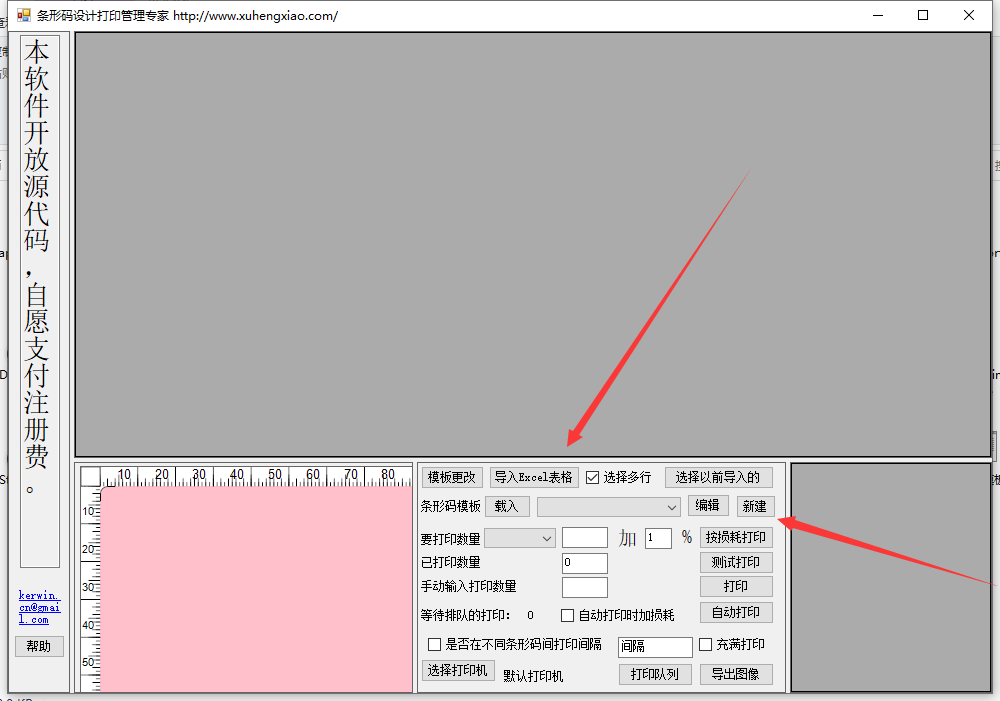 条形码设计打印管理专家 http://www.xuhengxiao.com/
本软件开放源代码，自愿支付注册费。
kerwin.
cn@gmai
l.com
帮助
10 20 30 40 50 60 70 80
10
20
30
40
50
模板更改 导入Excel表格 选择多行 选择以前导入的
条形码模板 载入 编辑 新建
要打印数量 加 1 % 按损耗打印
已打印数量 0 测试打印
手动输入打印数量 打印
等待排队的打印： 0 自动打印时加损耗 自动打印
是否在不同条形码间打印间隔 间隔 充满打印
选择打印机 默认打印机 打印队列 导出图像